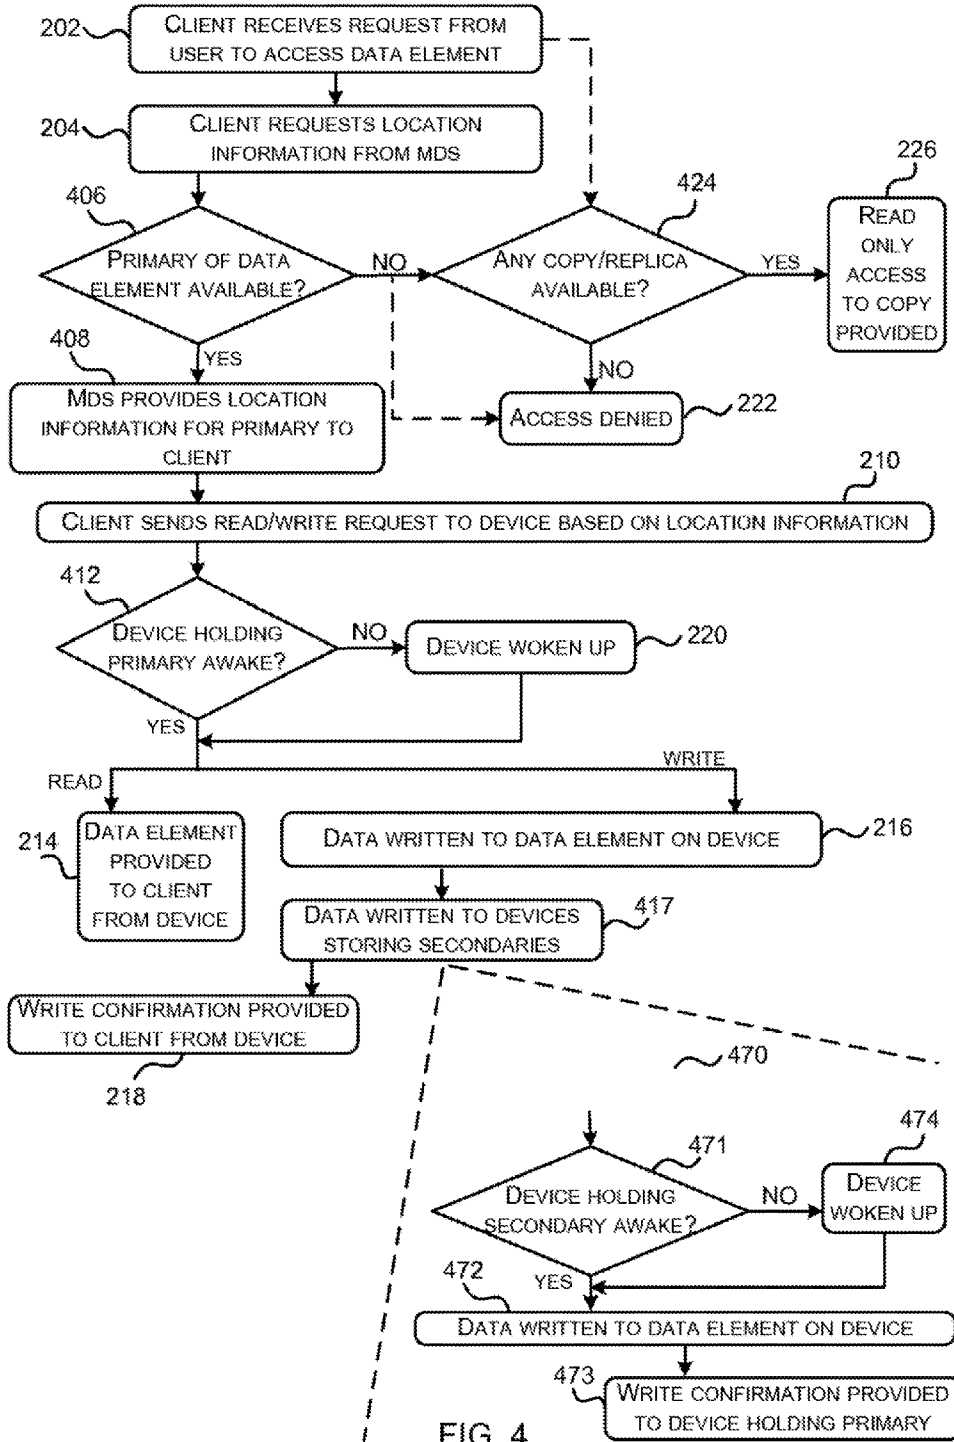 202
CLIENT RECEIVES REQUEST FROM
USER TO ACCESS DATA ELEMENT
204
CLIENT REQUESTS LOCATION
INFORMATION FROM MDS
406
PRIMARY OF DATA
ELEMENT AVAILABLE?
NO
424
ANY COPY/REPLICA
AVAILABLE?
YES
226
READ
ONLY
ACCESS
TO COPY
PROVIDED
408
YES
MDS PROVIDES LOCATION
INFORMATION FOR PRIMARY TO
CLIENT
NO
ACCESS DENIED
222
210
CLIENT SENDS READ/WRITE REQUEST TO DEVICE BASED ON LOCATION INFORMATION
412
DEVICE HOLDING
PRIMARY AWAKE?
NO
DEVICE WOKEN UP
220
YES
READ
WRITE
214
DATA ELEMENT
PROVIDED
TO CLIENT
FROM DEVICE
DATA WRITTEN TO DATA ELEMENT ON DEVICE
216
DATA WRITTEN TO DEVICES
STORING SECONDARIES
417
WRITE CONFIRMATION PROVIDED
TO CLIENT FROM DEVICE
218
470
471
DEVICE HOLDING
SECONDARY AWAKE?
NO
474
DEVICE
WOKEN UP
YES
472
DATA WRITTEN TO DATA ELEMENT ON DEVICE
473
WRITE CONFIRMATION PROVIDED
TO DEVICE HOLDING PRIMARY
FIG. 4